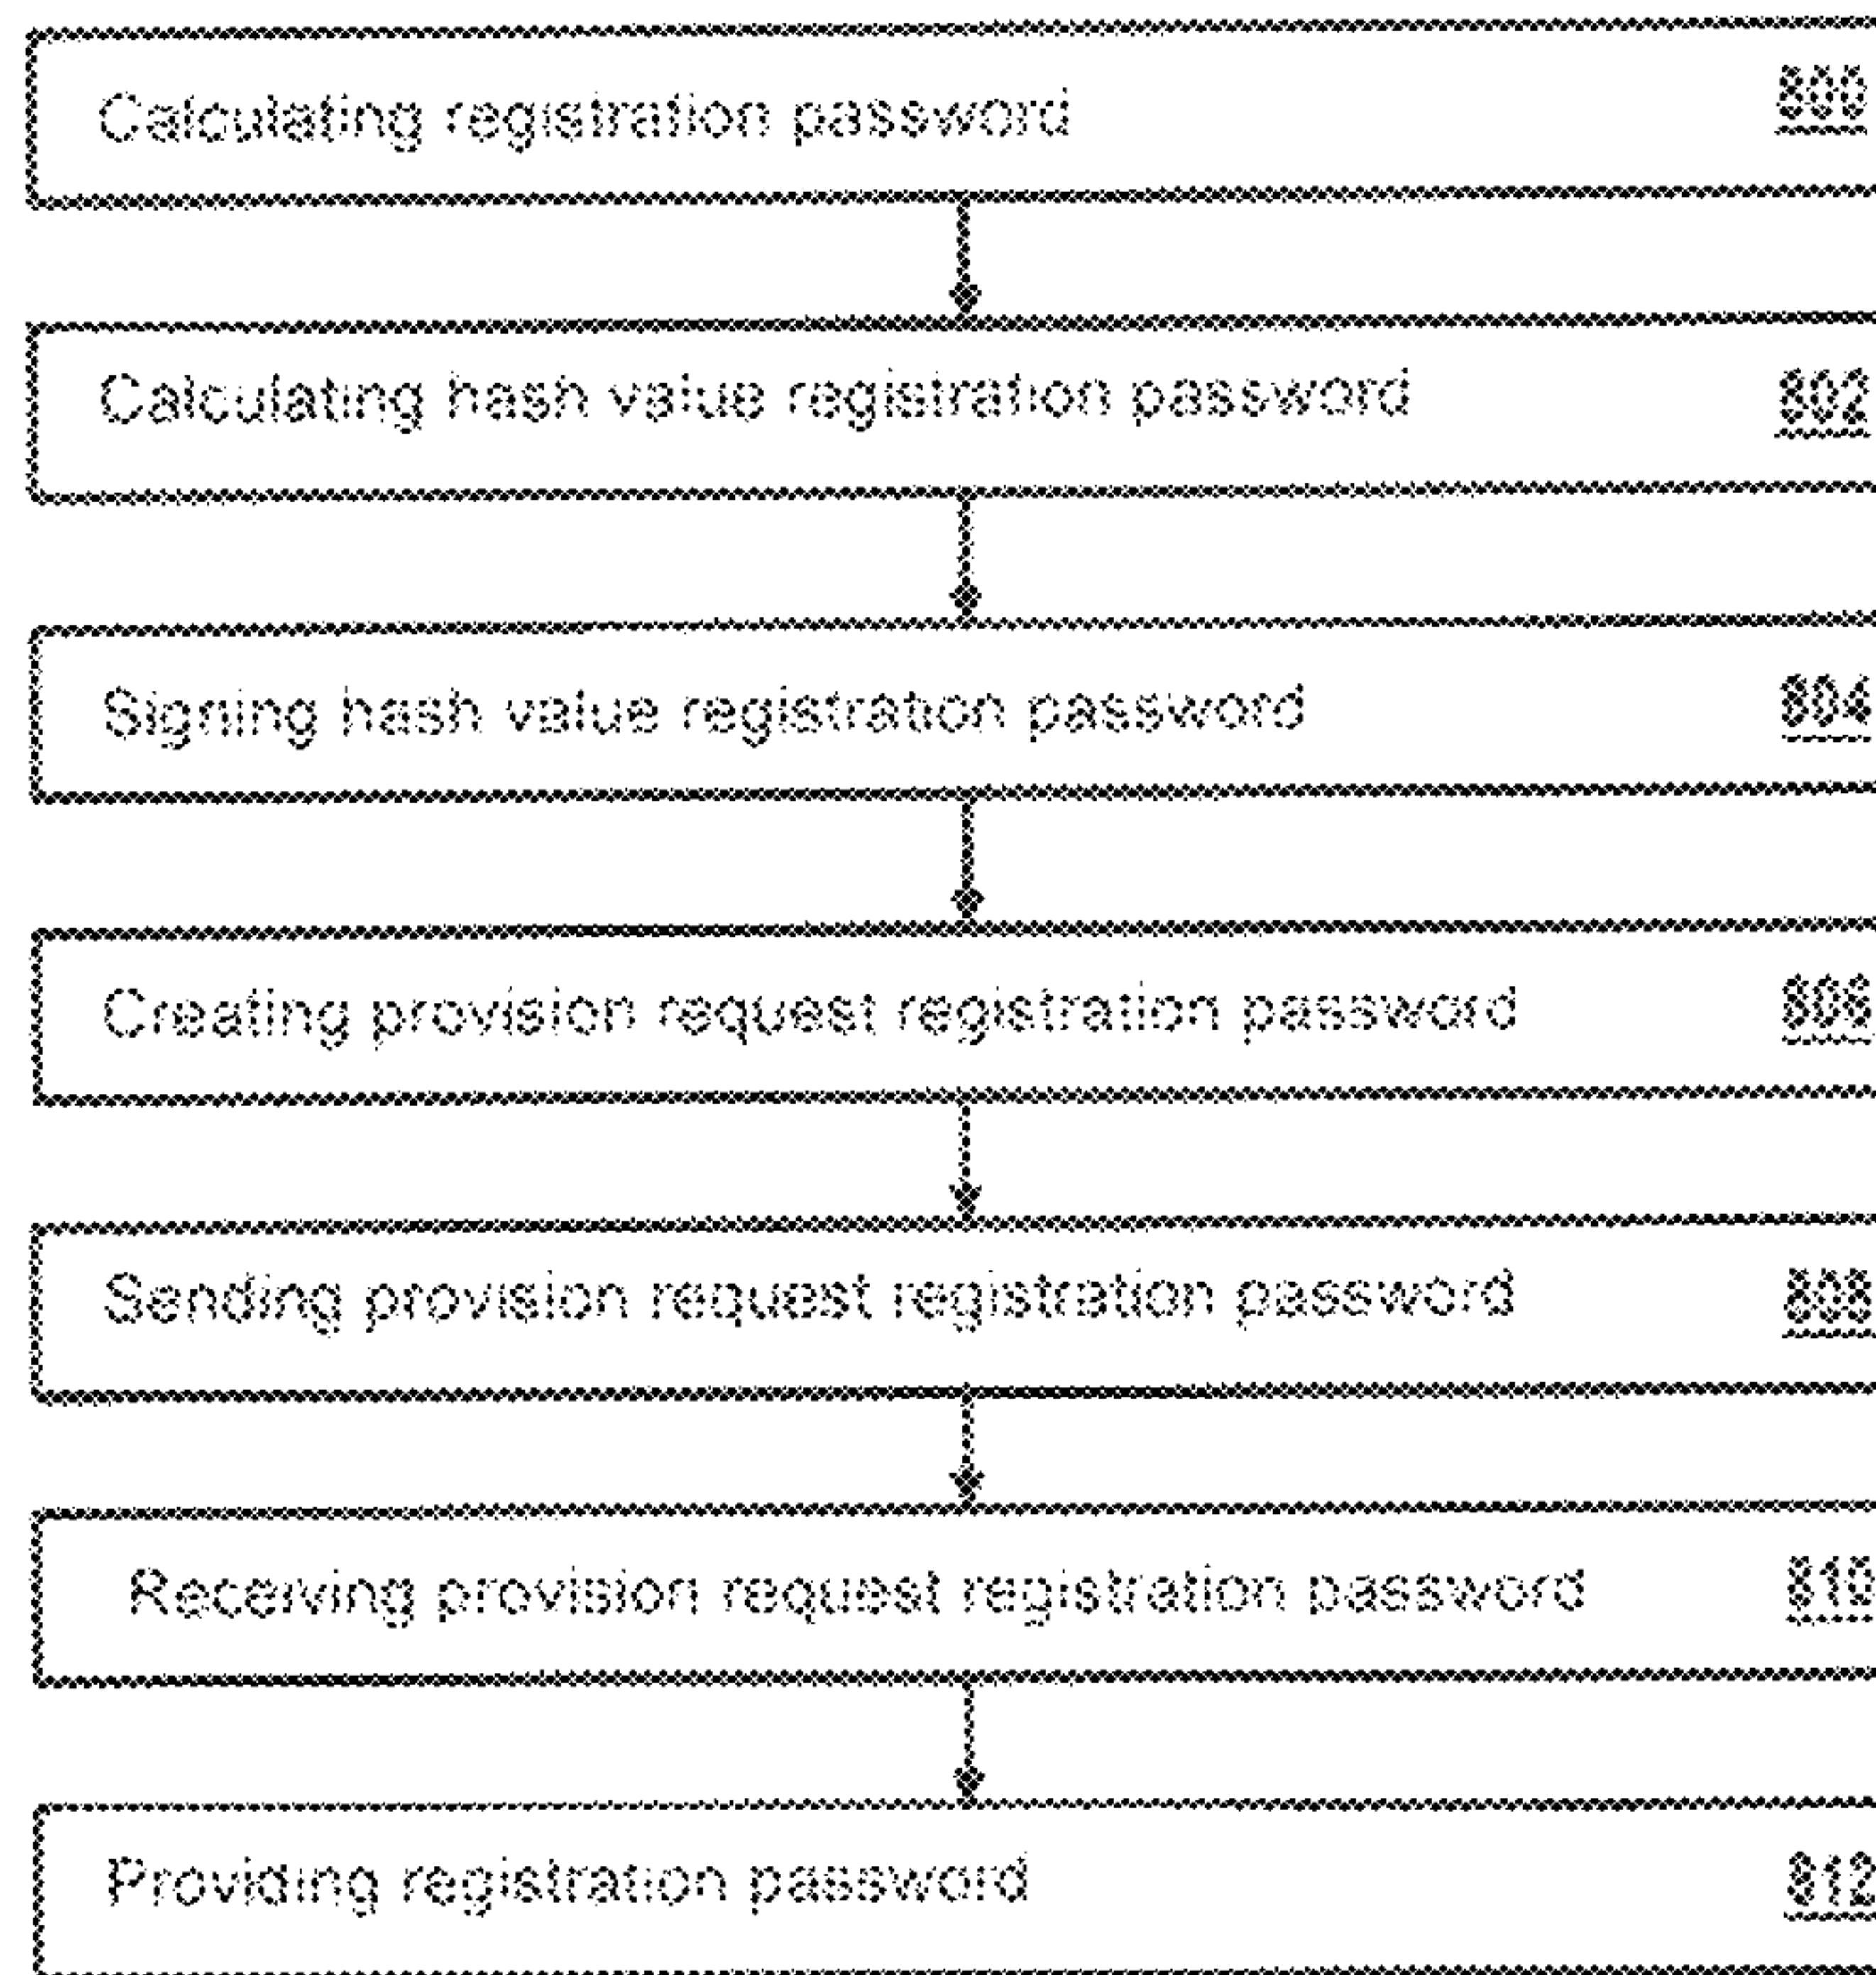 Calculating registration password 800
Calculating hash value registration password 802
Signing hash value registration password 804
Creating provision request registration password 806
Sending provision request registration password 808
Receiving provision request registration password 810
Providing registration password 812